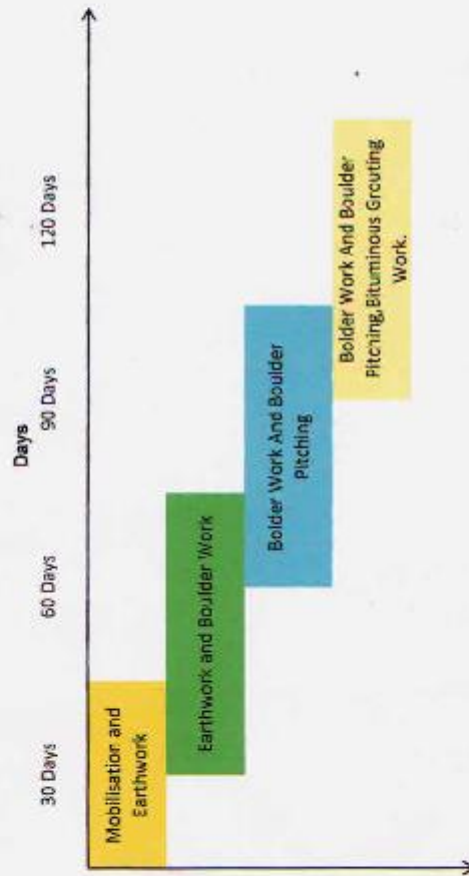 Days
30 Days 60 Days 90 Days 120 Days
Mobilisation and
Earthwork
Earthwork and Boulder Work
Bolder Work And Boulder
Pitching
Bolder Work And Boulder
Pitching,Bituminous Grouting
Work.